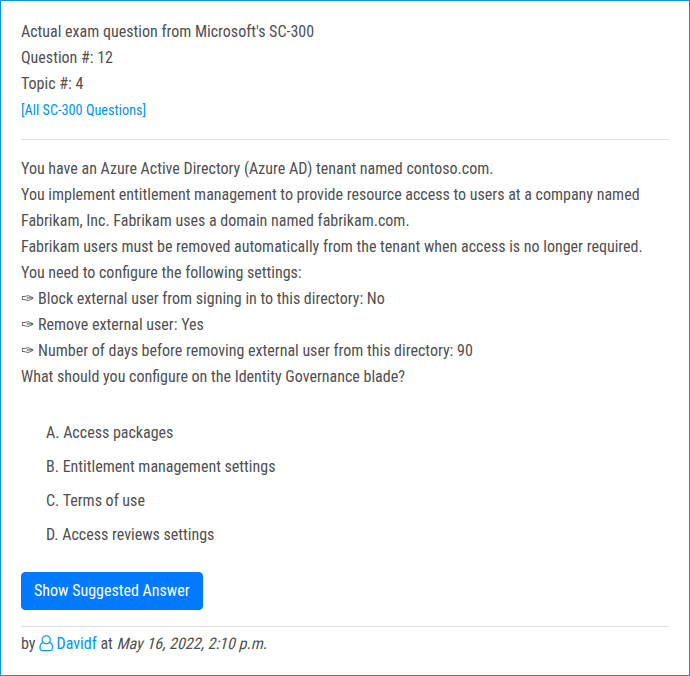 Actual exam question from Microsoft's SC-300
Question #: 12
Topic #: 4
[All SC-300 Questions]
You have an Azure Active Directory (Azure AD) tenant named contoso.com.
You implement entitlement management to provide resource access to users at a company named
Fabrikam, Inc. Fabrikam uses a domain named fabrikam.com.
Fabrikam users must be removed automatically from the tenant when access is no longer required.
You need to configure the following settings:
✑ Block external user from signing in to this directory: No
✑ Remove external user: Yes
✑ Number of days before removing external user from this directory: 90
What should you configure on the Identity Governance blade?
A. Access packages
B. Entitlement management settings
C. Terms of use
D. Access reviews settings
Show Suggested Answer
by Davidf at May 16, 2022, 2:10 p.m.